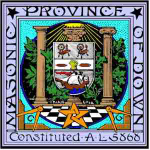 MASONIC PROVINCE OF DOWN
Constituted A L 5868